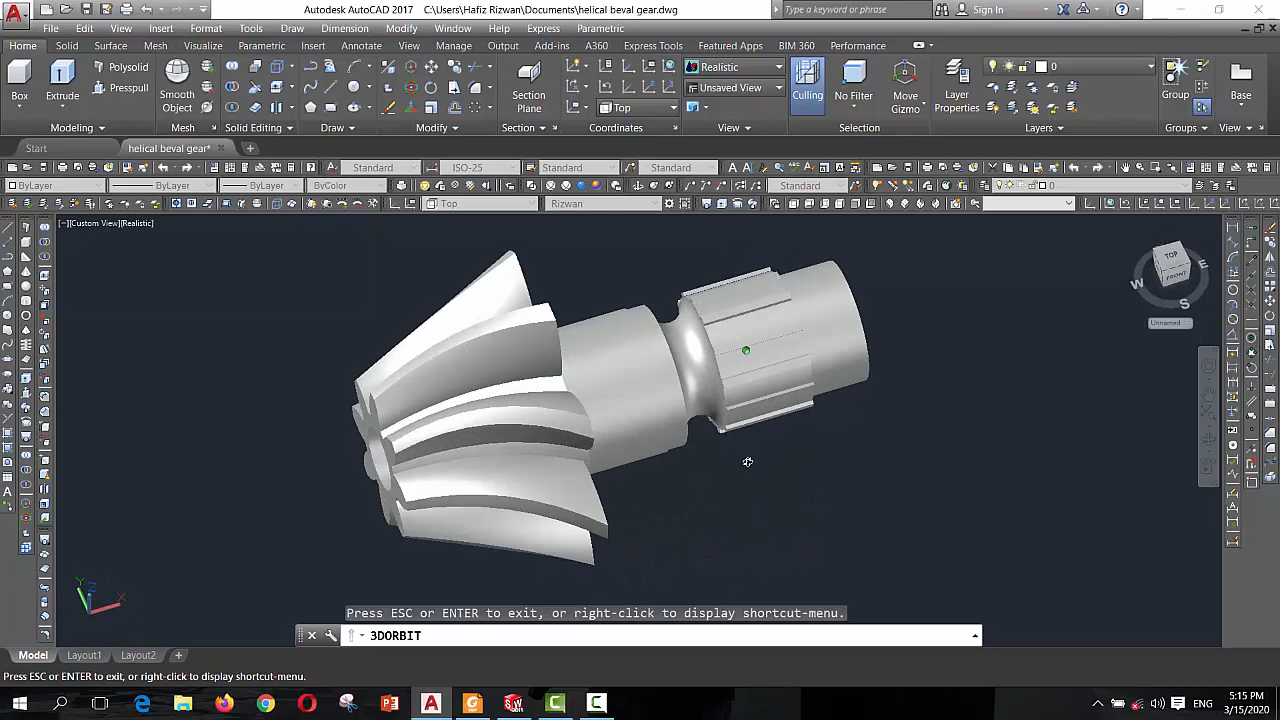 Autodesk AutoCAD 2017 C:\Users\Hafiz Rizwan\Documents\helical beval gear.dwg
Type a keyword or phrase
Sign In
File Edit View Insert Format Tools Draw Dimension Modify Window Help Express Parametric
Home Solid Surface Mesh Visualize Parametric Insert Annotate View Manage Output Add-ins A360 Express Tools Featured Apps BIM 360 Performance
Polysolid
Realistic
Presspull
Unsaved View
Box Extrude Smooth Object Section Plane Top Culling No Filter Move Gizmo Layer Properties 0 Group Base
Modeling Mesh Solid Editing Draw Modify Section Coordinates View Selection Layers Groups View
Start helical beval gear*
Standard ISO-25 Standard Standard
ByLayer ByLayer ByLayer ByColor Standard 0
Top Rizwan
[−][Custom View][Realistic]
TOP
FRONT
W E
S
Unnamed
Y Z X
Press ESC or ENTER to exit, or right-click to display shortcut-menu.
3DORBIT
Model Layout1 Layout2
Press ESC or ENTER to exit, or right-click to display shortcut-menu.
ENG
5:15 PM
3/15/2020